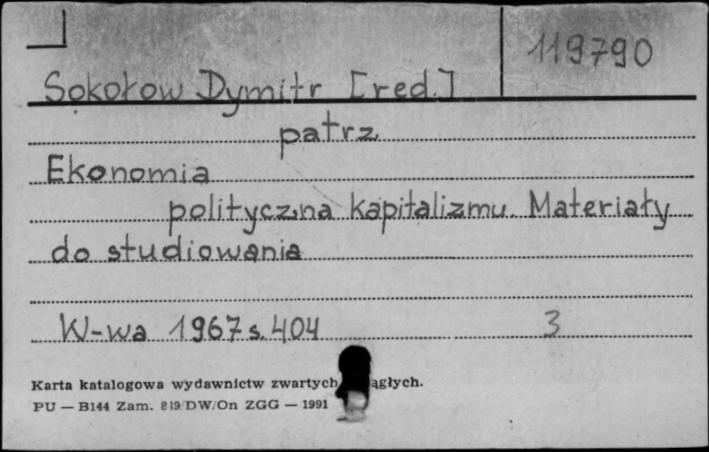 119790
Sokołow Dymitr [red.]
patrz
Ekonomia
polityczna kapitalizmu. Materiały
do studiowania
W-wa 1967 s. 404 3
Karta katalogowa wydawnictw zwartych
PU — B144 Zam. 819/DW/On ZGG — 1991